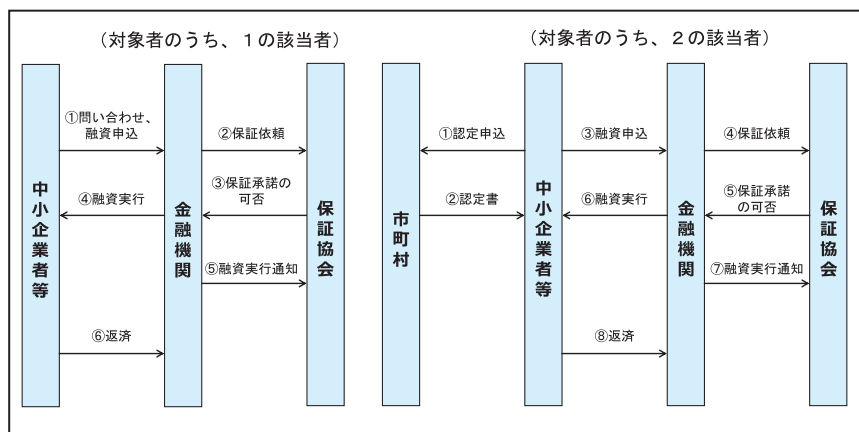 （対象者のうち、１の該当者）
①問い合わせ、
融資申込
②保証依頼
③保証承諾の
可否
④融資実行
⑤融資実行通知
⑥返済
中小企業者等
金融機関
保証協会
（対象者のうち、２の該当者）
①認定申込
③融資申込
④保証依頼
②認定書
⑥融資実行
⑤保証承諾
の可否
⑦融資実行通知
⑧返済
市町村
中小企業者等
金融機関
保証協会